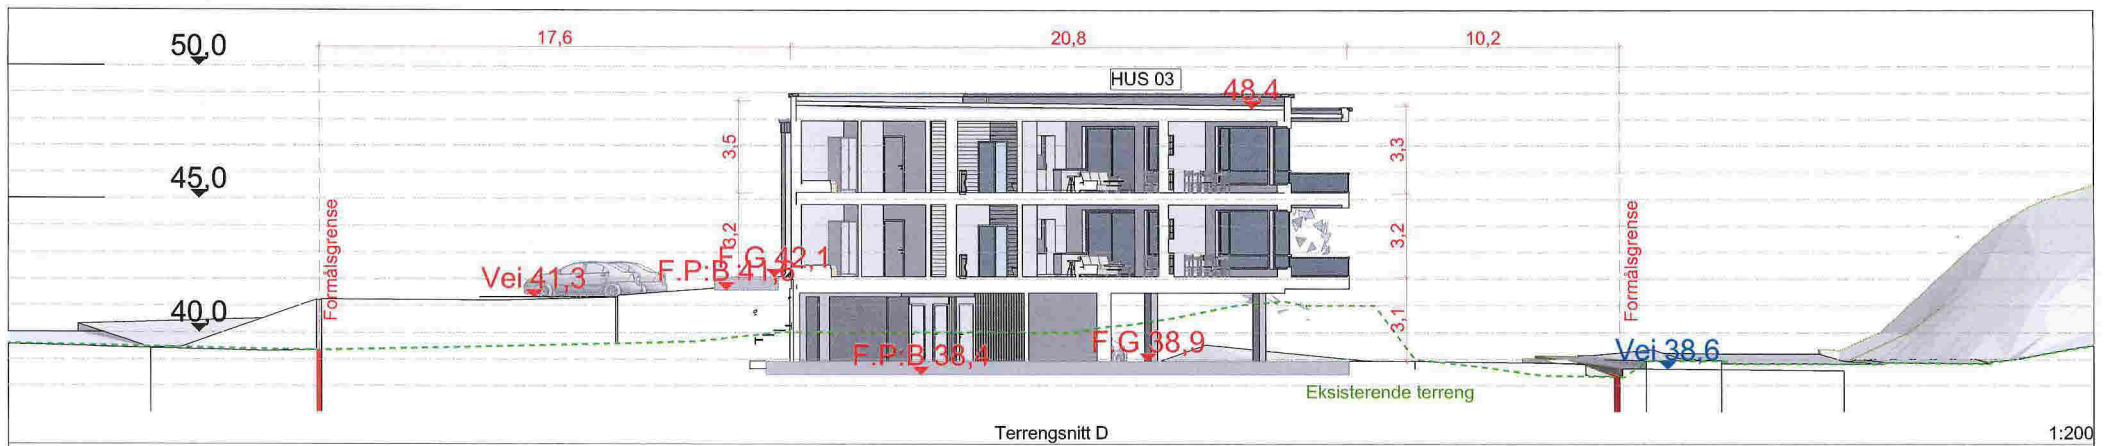 50,0
17,6
20,8
10,2
HUS 03
48,4
3,5
3,3
45,0
Formålsgrense
Formålsgrense
3,2
3,2
F.G 42,1
Vei 41,3
F.P:B 41,
40,0
3,1
F.G 38,9
F.P:B 38,4
Vei 38,6
Eksisterende terreng
Terrengsnitt D
1:200